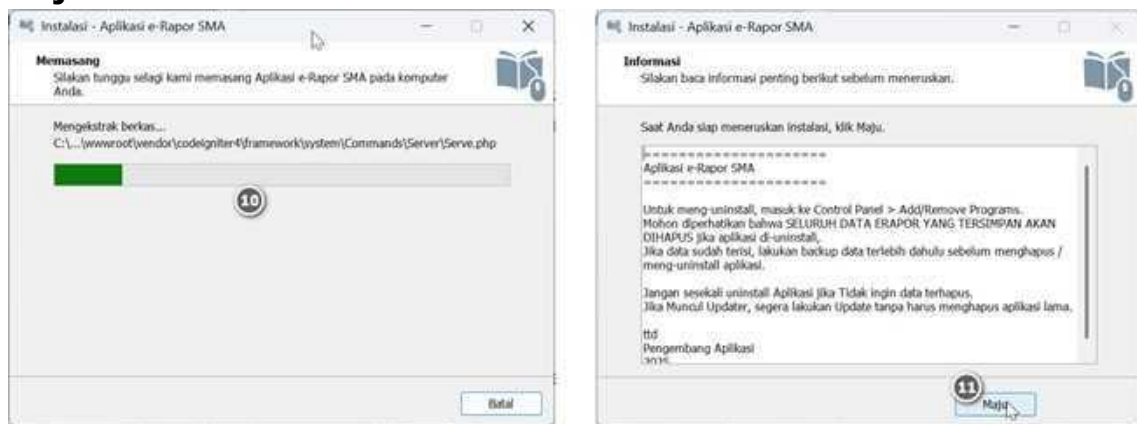 Instalasi - Aplikasi e-Rapor SMA
Memasang
Silakan tunggu selagi kami memasang Aplikasi e-Rapor SMA pada komputer
Anda.
Mengekstrak berkas...
C:\...\wwwroot\vendor\codeigniter4\framework\system\Commands\Server\Serve.php
10
Batal
Instalasi - Aplikasi e-Rapor SMA
Informasi
Silakan baca informasi penting berikut sebelum meneruskan.
Saat Anda siap meneruskan instalasi, klik Maju.
=====================
Aplikasi e-Rapor SMA
=====================
Untuk meng-uninstall, masuk ke Control Panel > Add/Remove Programs.
Mohon diperhatikan bahwa SELURUH DATA ERAPOR YANG TERSIMPAN AKAN
DIHAPUS jika aplikasi di-uninstall,
Jika data sudah terisi, lakukan backup data terlebih dahulu sebelum menghapus /
meng-uninstall aplikasi.
Jangan sesekali uninstall Aplikasi jika Tidak ingin data terhapus.
Jika Muncul Updater, segera lakukan Update tanpa harus menghapus aplikasi lama.
ttd
Pengembang Aplikasi
2025
11
Maju